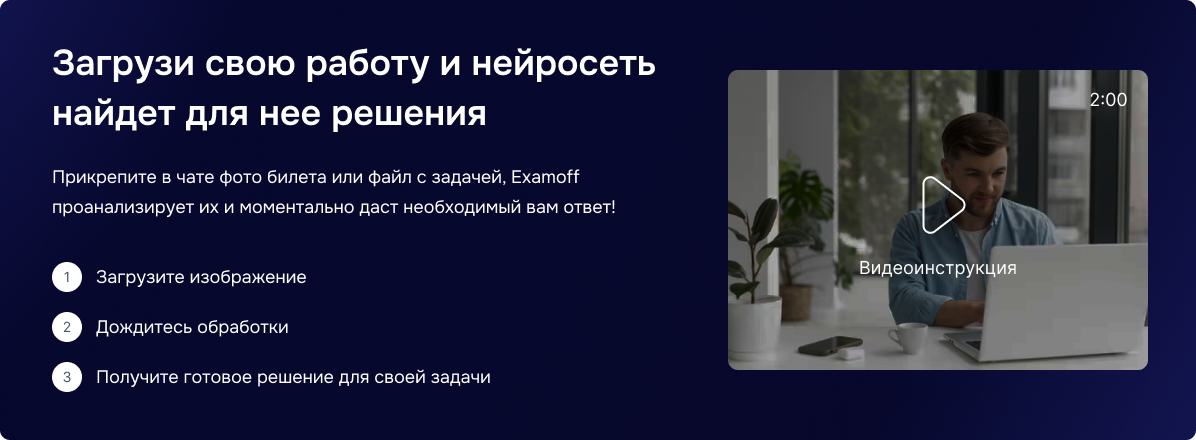 Загрузи свою работу и нейросеть
найдет для нее решения
Прикрепите в чате фото билета или файл с задачей, Examoff
проанализирует их и моментально даст необходимый вам ответ!
1 Загрузите изображение
2 Дождитесь обработки
3 Получите готовое решение для своей задачи
2:00
Видеоинструкция